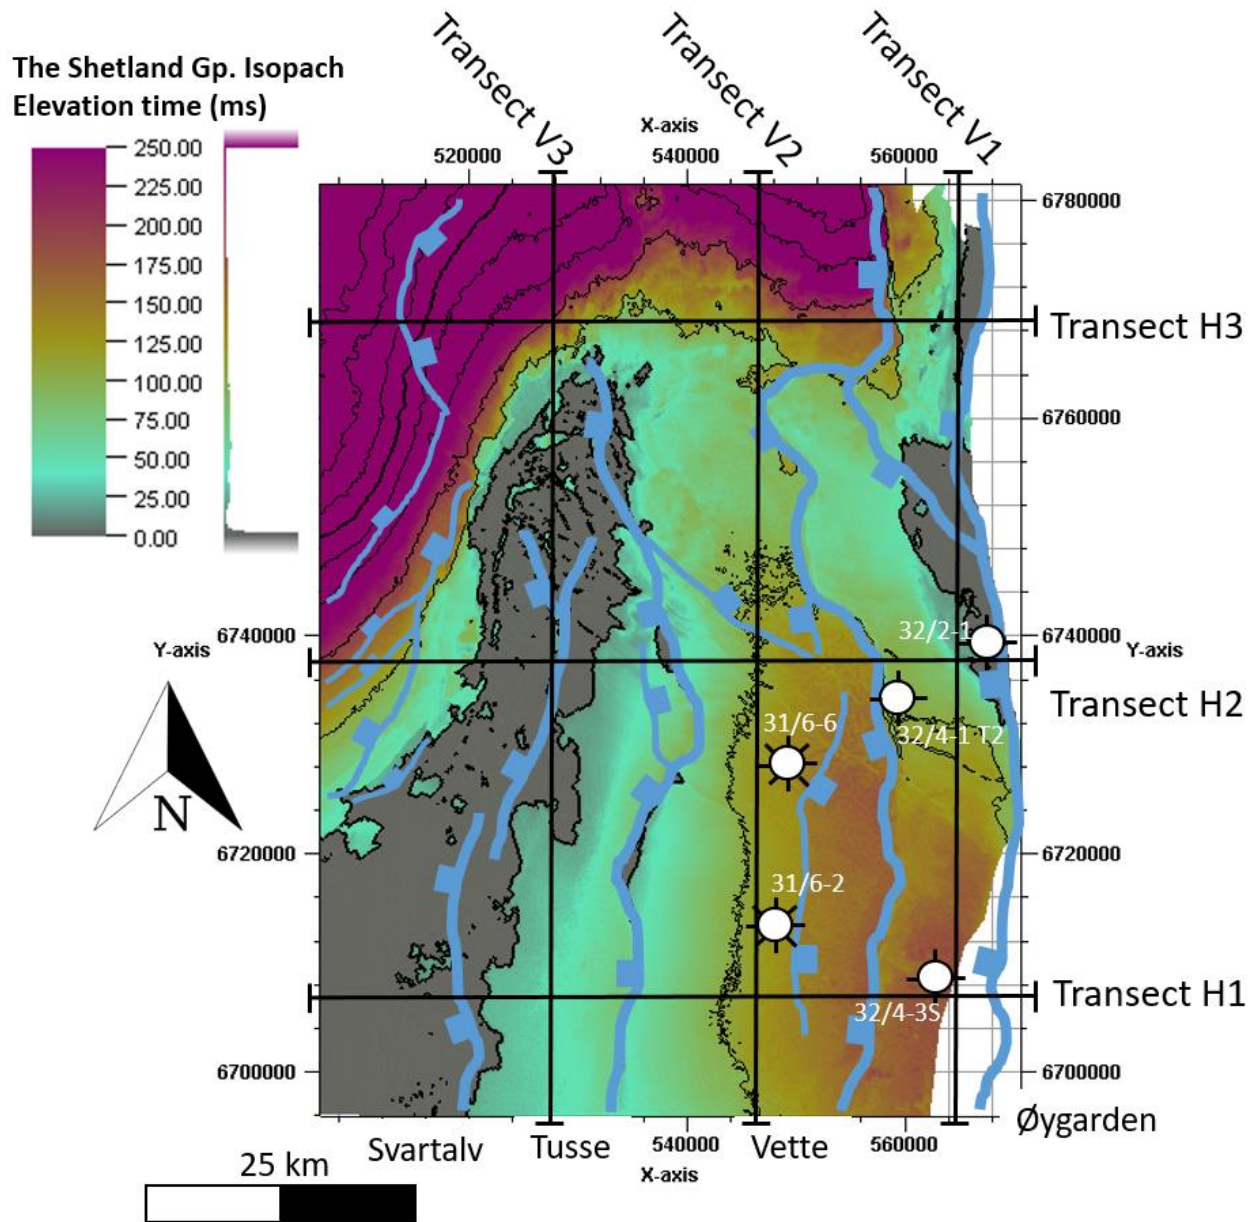 The Shetland Gp. Isopach
Elevation time (ms)
250.00
225.00
200.00
175.00
150.00
125.00
100.00
75.00
50.00
25.00
0.00
Transect V3
Transect V2
Transect V1
X-axis
520000
540000
560000
6780000
Transect H3
6760000
6740000
6740000
Y-axis
Y-axis
32/2-1
Transect H2
31/6-6
32/4-1 T2
N
6720000
6720000
31/6-2
Transect H1
32/4-3S
6700000
6700000
Øygarden
Svartalv
Tusse
540000
Vette
560000
X-axis
25 km